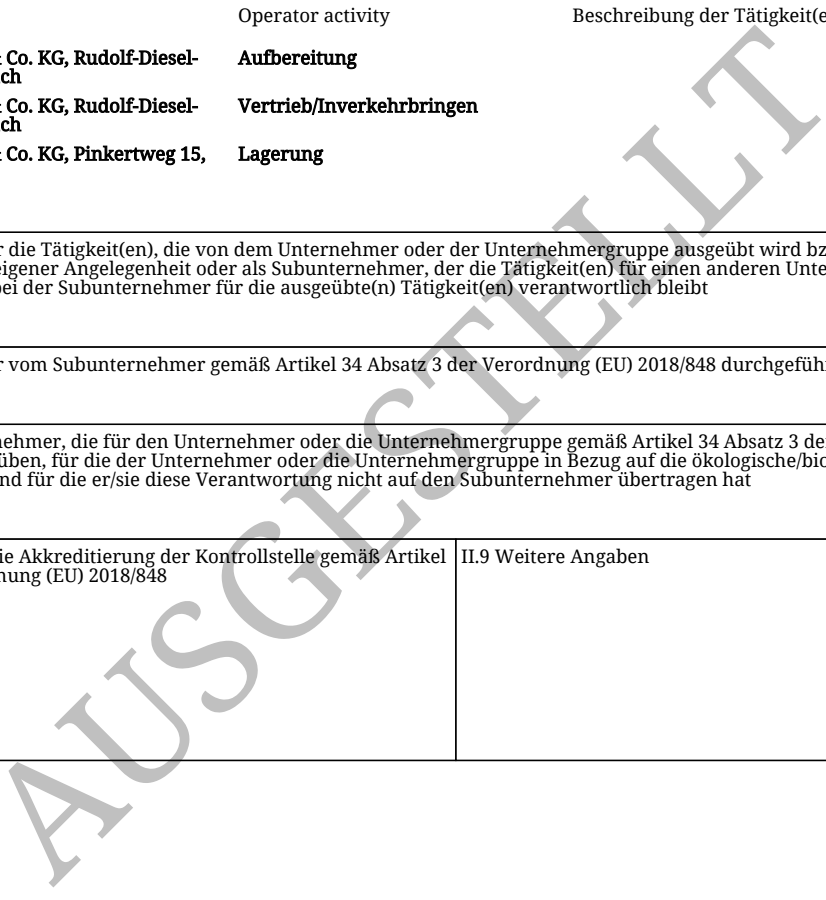 Operator activity Beschreibung der Tätigkeit(e
Co. KG, Rudolf-Diesel- Aufbereitung
ch
Co. KG, Rudolf-Diesel- Vertrieb/Inverkehrbringen
ch
Co. KG, Pinkertweg 15, Lagerung
r die Tätigkeit(en), die von dem Unternehmer oder der Unternehmergruppe ausgeübt wird bz
eigener Angelegenheit oder als Subunternehmer, der die Tätigkeit(en) für einen anderen Unte
bei der Subunternehmer für die ausgeübte(n) Tätigkeit(en) verantwortlich bleibt
r vom Subunternehmer gemäß Artikel 34 Absatz 3 der Verordnung (EU) 2018/848 durchgefüh
nehmer, die für den Unternehmer oder die Unternehmergruppe gemäß Artikel 34 Absatz 3 de
üben, für die der Unternehmer oder die Unternehmergruppe in Bezug auf die ökologische/bio
nd für die er/sie diese Verantwortung nicht auf den Subunternehmer übertragen hat
ie Akkreditierung der Kontrollstelle gemäß Artikel II.9 Weitere Angaben
nung (EU) 2018/848
AUSGESTELLT